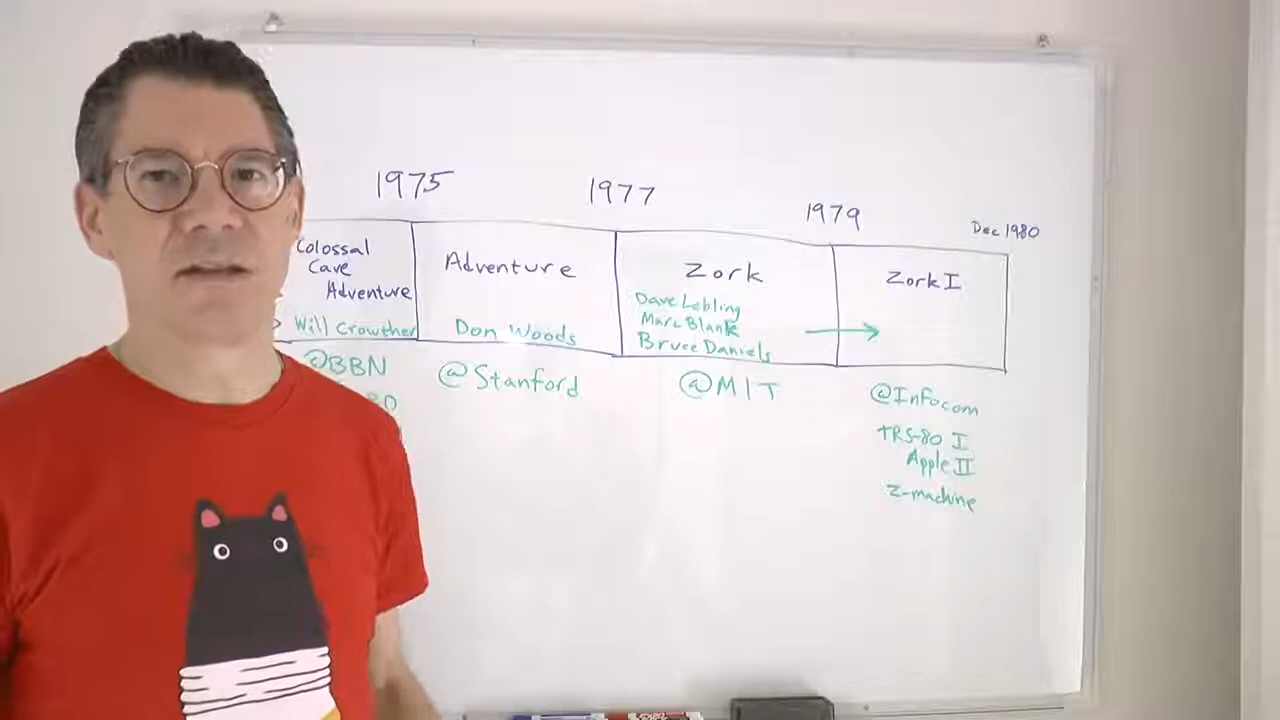 1975
1977
1979
Dec 1980
Colossal
Cave
Adventure
Will Crowther
@BBN
Adventure
Don Woods
@Stanford
Zork
Dave Lebling
Marc Blank
Bruce Daniels
@MIT
Zork I
@Infocom
TRS-80 I
Apple II
Z-machine